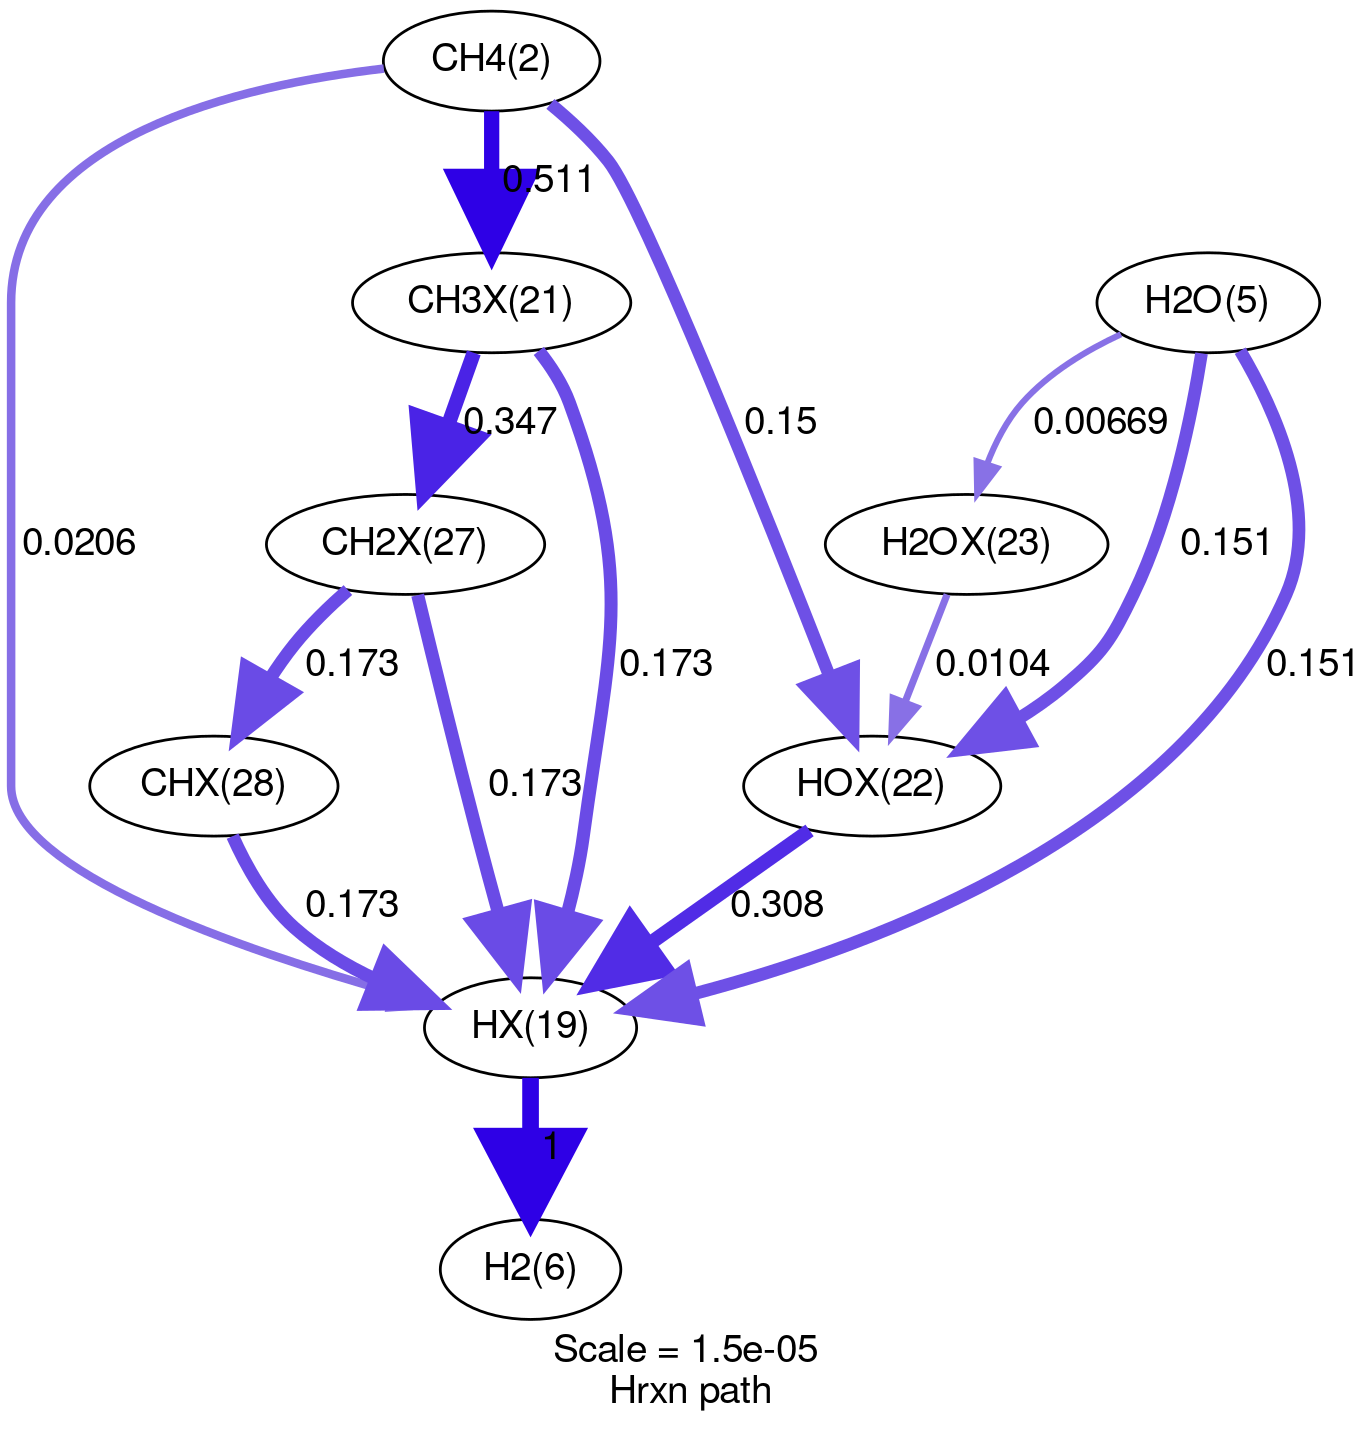 CH4(2)
0.511
CH3X(21)
H2O(5)
0.347
0.15
0.00669
0.0206
CH2X(27)
H2OX(23)
0.151
0.173
0.173
0.0104
0.151
CHX(28)
0.173
HOX(22)
0.173
0.308
HX(19)
1
H2(6)
Scale = 1.5e-05
Hrxn path